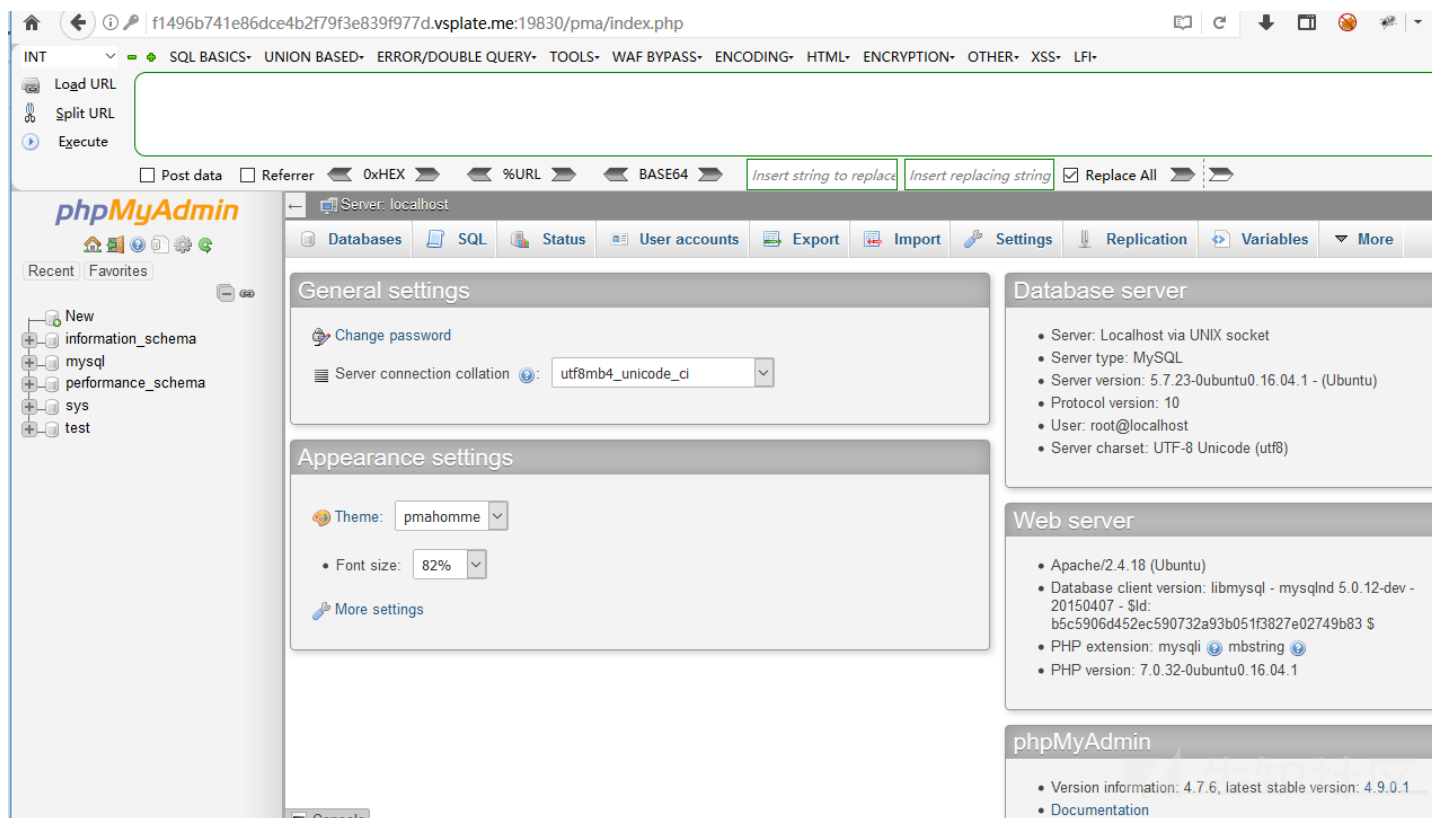 f1496b741e86dce4b2f79f3e839f977d.vsplate.me:19830/pma/index.php
INT SQL BASICS UNION BASED ERROR/DOUBLE QUERY TOOLS WAF BYPASS ENCODING HTML ENCRYPTION OTHER XSS LFI
Load URL
Split URL
Execute
Post data Referrer 0xHEX %URL BASE64 Insert string to replace Insert replacing string Replace All
phpMyAdmin
Recent Favorites
New
information_schema
mysql
performance_schema
sys
test
Server: localhost
Databases SQL Status User accounts Export Import Settings Replication Variables More
General settings
Change password
Server connection collation : utf8mb4_unicode_ci
Appearance settings
Theme: pmahomme
• Font size: 82%
More settings
Database server
• Server: Localhost via UNIX socket
• Server type: MySQL
• Server version: 5.7.23-0ubuntu0.16.04.1 - (Ubuntu)
• Protocol version: 10
• User: root@localhost
• Server charset: UTF-8 Unicode (utf8)
Web server
• Apache/2.4.18 (Ubuntu)
• Database client version: libmysql - mysqlnd 5.0.12-dev -
20150407 - $Id:
b5c5906d452ec590732a93b051f3827e02749b83 $
• PHP extension: mysqli mbstring
• PHP version: 7.0.32-0ubuntu0.16.04.1
phpMyAdmin
• Version information: 4.7.6, latest stable version: 4.9.0.1
• Documentation
Console